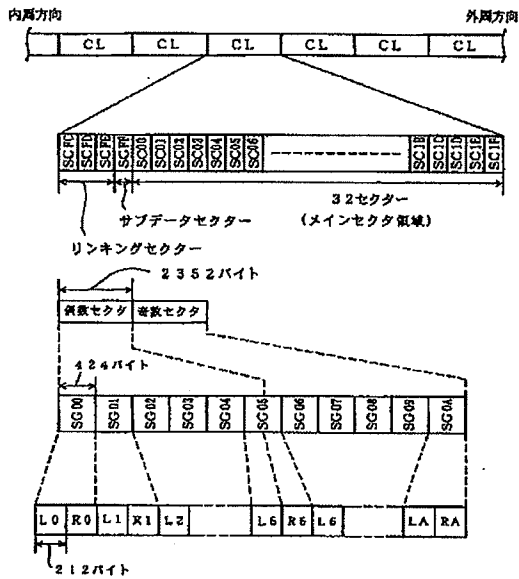 内周方向 外周方向
CL CL CL CL CL CL
SCFC SCFD SCFE SCFF SC00 SC01 SC02 SC03 SC04 SC05 SC06 SC1B SC1C SC1D SC1E SC1F
サブデータセクター
32セクター
(メインセクタ領域)
リンキングセクター
2352バイト
偶数セクタ 奇数セクタ
424バイト
SG00 SG01 SG02 SG03 SG04 SG05 SG06 SG07 SG08 SG09 SG0A
L0 R0 L1 R1 L2 L5 R5 L6 LA RA
212バイト